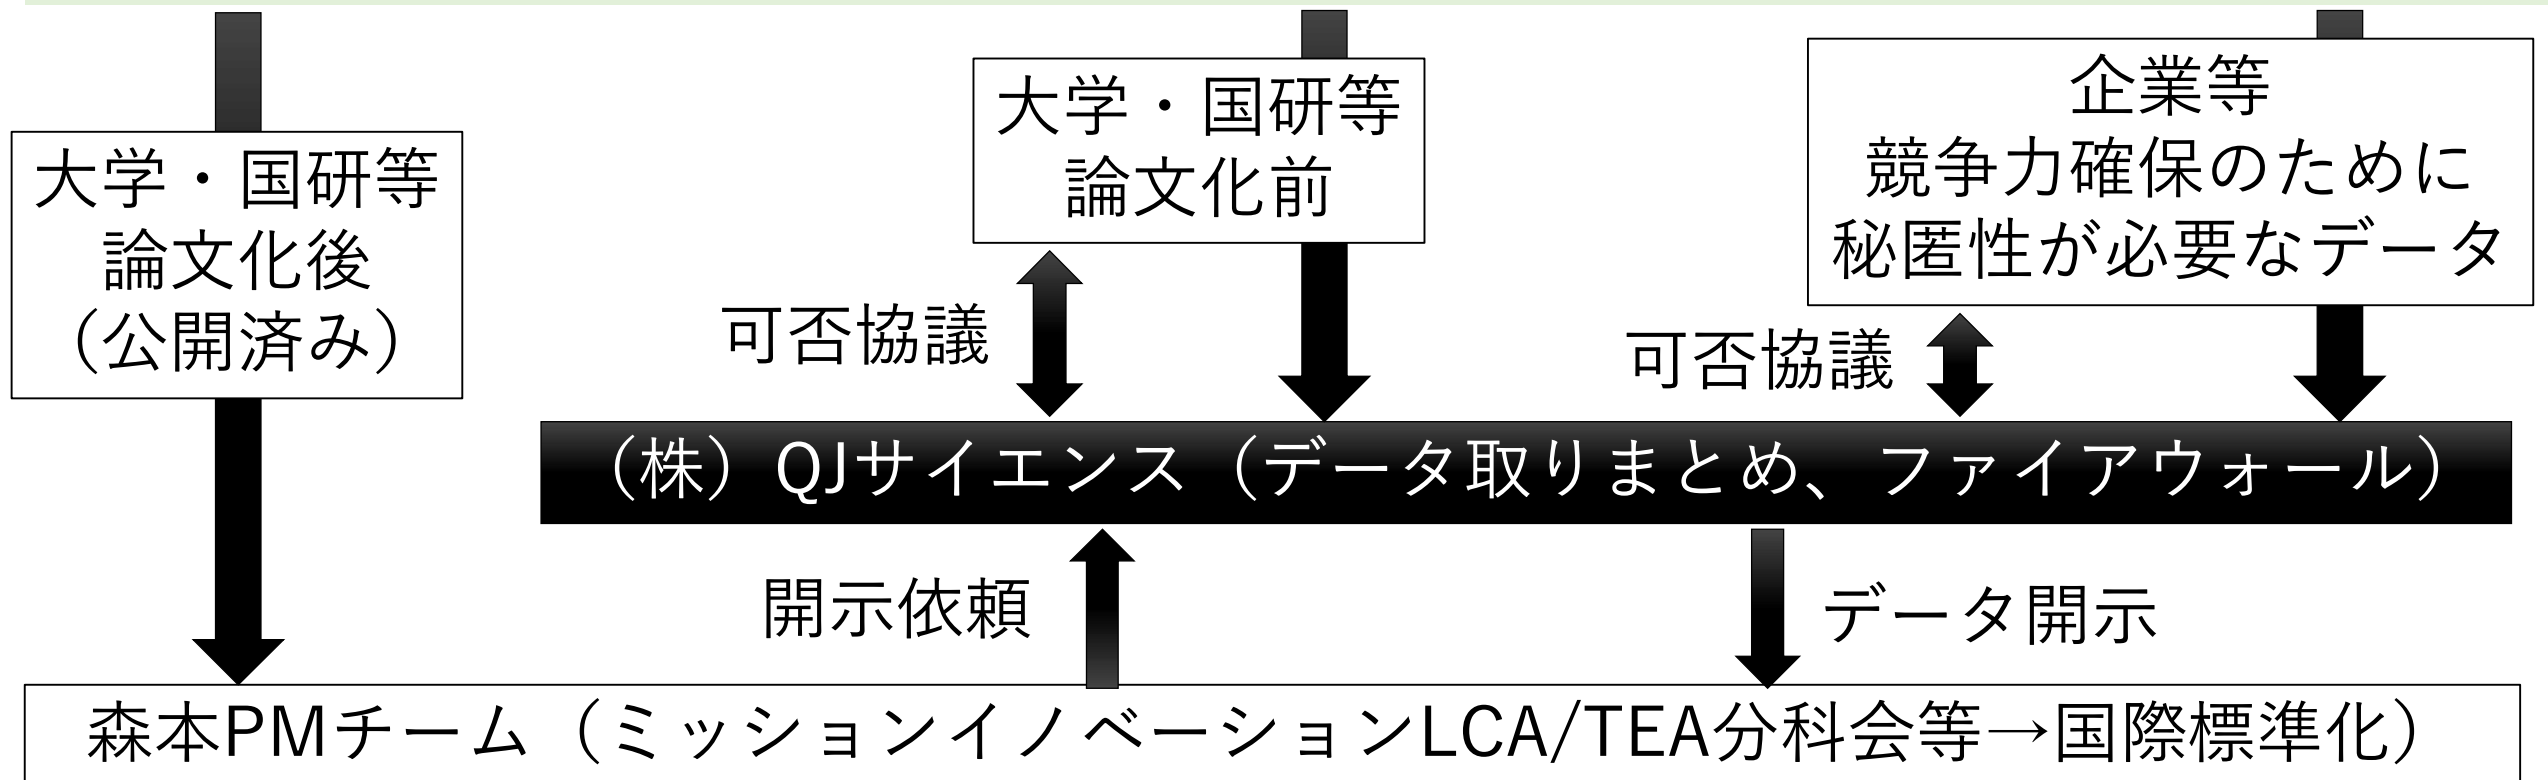 大学・国研等
論文化後
（公開済み）
大学・国研等
論文化前
企業等
競争力確保のために
秘匿性が必要なデータ
可否協議
可否協議
（株）QJサイエンス（データ取りまとめ、ファイアウォール）
開示依頼
データ開示
森本PMチーム（ミッションイノベーションLCA/TEA分科会等→国際標準化）